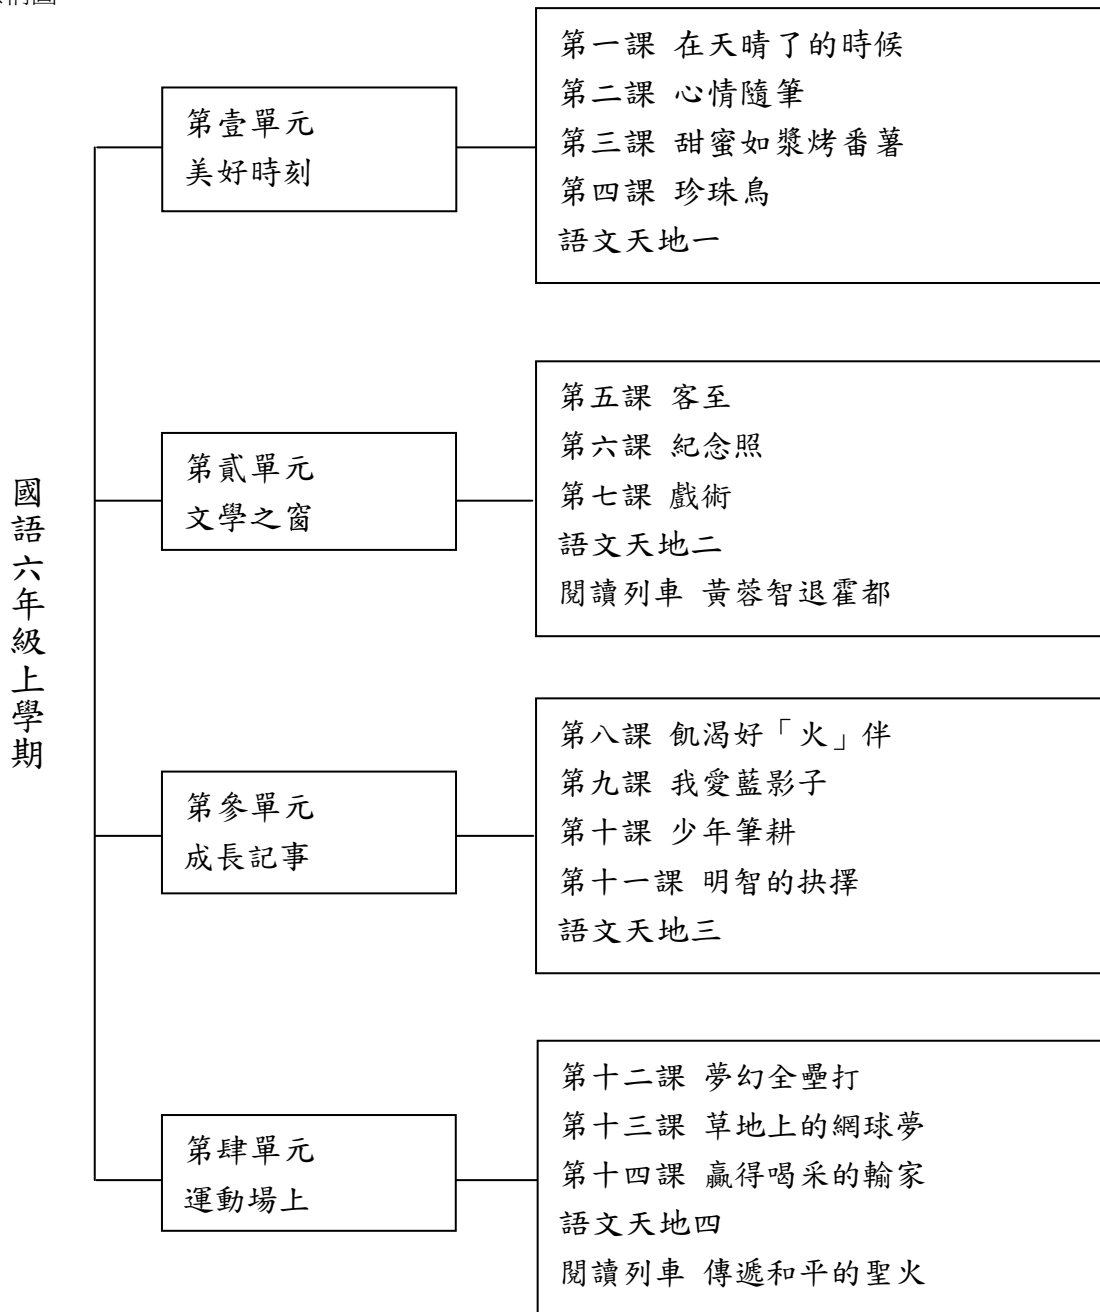 國語六年級上學期
第壹單元
美好時刻
第一課 在天晴了的時候
第二課 心情隨筆
第三課 甜蜜如漿烤番薯
第四課 珍珠鳥
語文天地一
第貳單元
文學之窗
第五課 客至
第六課 紀念照
第七課 戲術
語文天地二
閱讀列車 黃蓉智退霍都
第參單元
成長記事
第八課 飢渴好「火」伴
第九課 我愛藍影子
第十課 少年筆耕
第十一課 明智的抉擇
語文天地三
第肆單元
運動場上
第十二課 夢幻全壘打
第十三課 草地上的網球夢
第十四課 贏得喝采的輸家
語文天地四
閱讀列車 傳遞和平的聖火